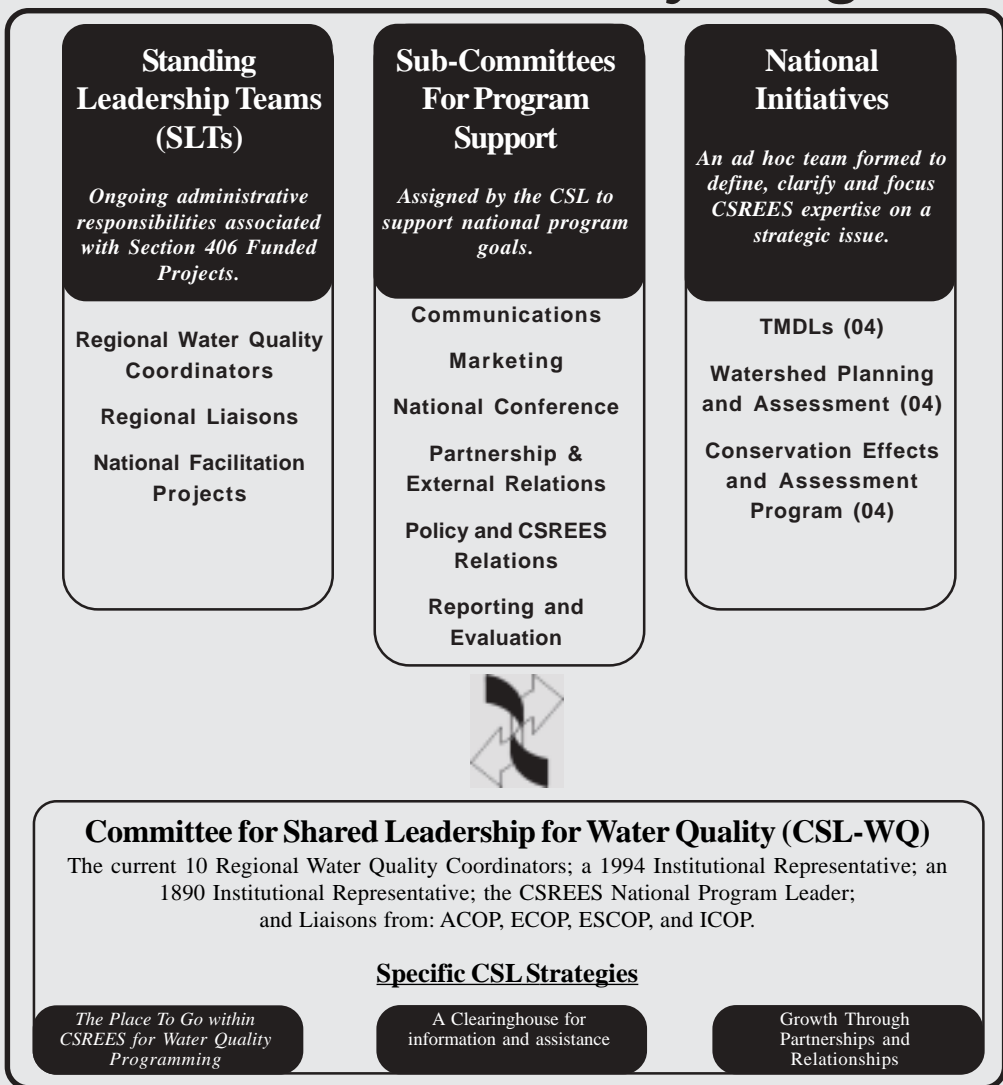 Standing
Leadership Teams
(SLTs)
Ongoing administrative
responsibilities associated
with Section 406 Funded
Projects.
Regional Water Quality
Coordinators
Regional Liaisons
National Facilitation
Projects
Sub-Committees
For Program
Support
Assigned by the CSL to
support national program
goals.
Communications
Marketing
National Conference
Partnership &
External Relations
Policy and CSREES
Relations
Reporting and
Evaluation
National
Initiatives
An ad hoc team formed to
define, clarify and focus
CSREES expertise on a
strategic issue.
TMDLs (04)
Watershed Planning
and Assessment (04)
Conservation Effects
and Assessment
Program (04)
Committee for Shared Leadership for Water Quality (CSL-WQ)
The current 10 Regional Water Quality Coordinators; a 1994 Institutional Representative; an
1890 Institutional Representative; the CSREES National Program Leader;
and Liaisons from: ACOP, ECOP, ESCOP, and ICOP.
Specific CSL Strategies
The Place To Go within
CSREES for Water Quality
Programming
A Clearinghouse for
information and assistance
Growth Through
Partnerships and
Relationships